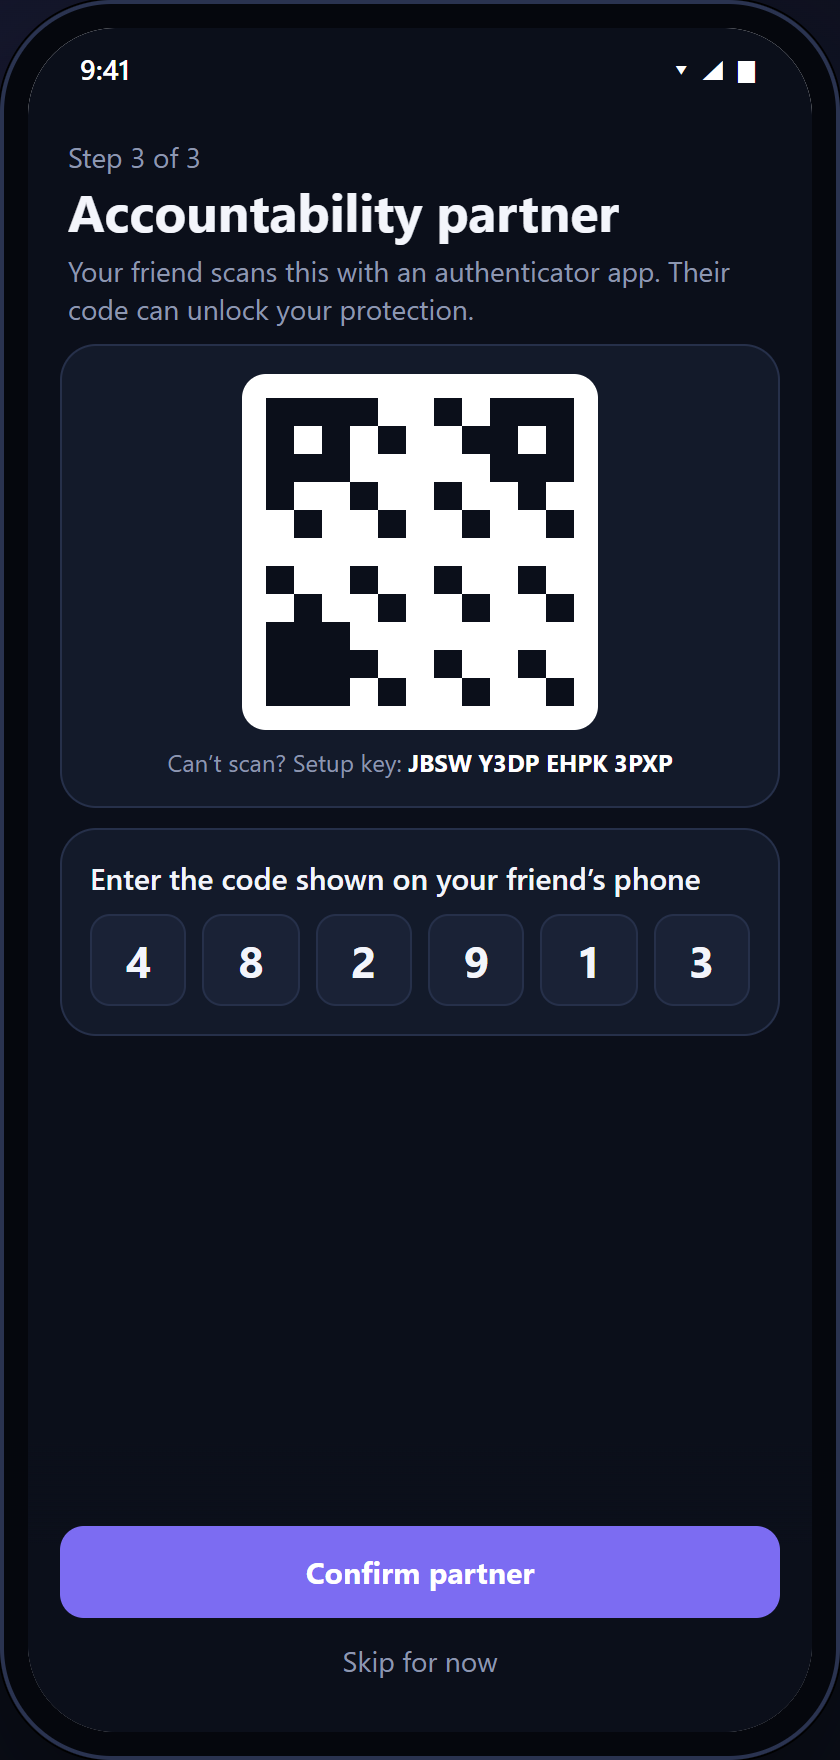 9:41
Step 3 of 3
Accountability partner
Your friend scans this with an authenticator app. Their
code can unlock your protection.
Can’t scan? Setup key: JBSW Y3DP EHPK 3PXP
Enter the code shown on your friend’s phone
4 8 2 9 1 3
Confirm partner
Skip for now